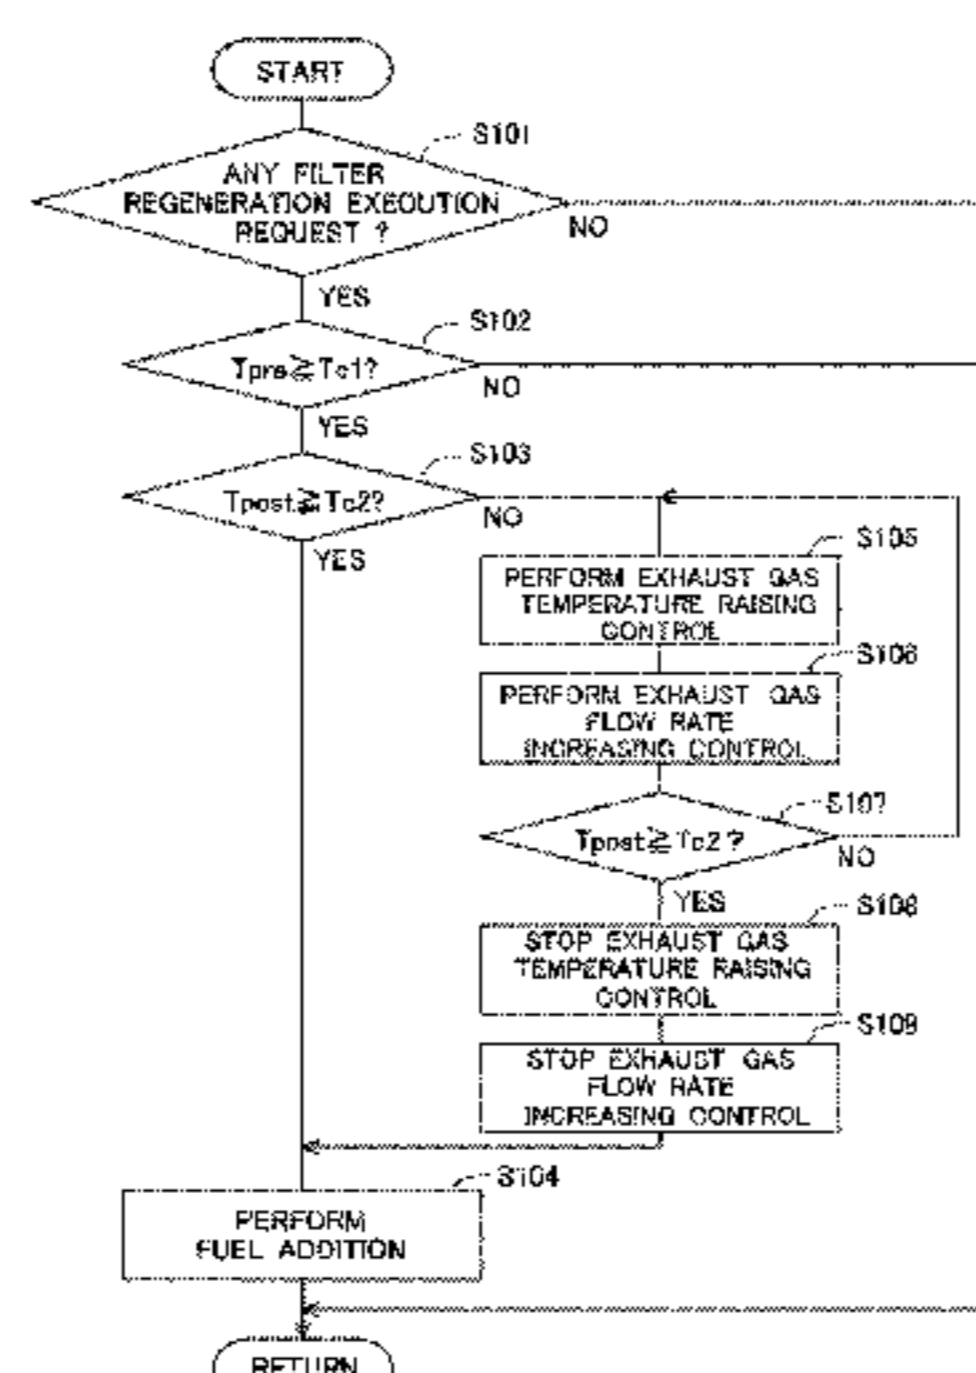 START
S101
ANY FILTER
REGENERATION EXECUTION
REQUEST ?
NO
YES
S102
Tpre≧Tc1?
NO
YES
S103
Tpost≧Tc2?
NO
YES
S105
PERFORM EXHAUST GAS
TEMPERATURE RAISING
CONTROL
S106
PERFORM EXHAUST GAS
FLOW RATE
INCREASING CONTROL
S107
Tpost≧Tc2?
NO
YES
S108
STOP EXHAUST GAS
TEMPERATURE RAISING
CONTROL
S109
STOP EXHAUST GAS
FLOW RATE
INCREASING CONTROL
S104
PERFORM
FUEL ADDITION
RETURN